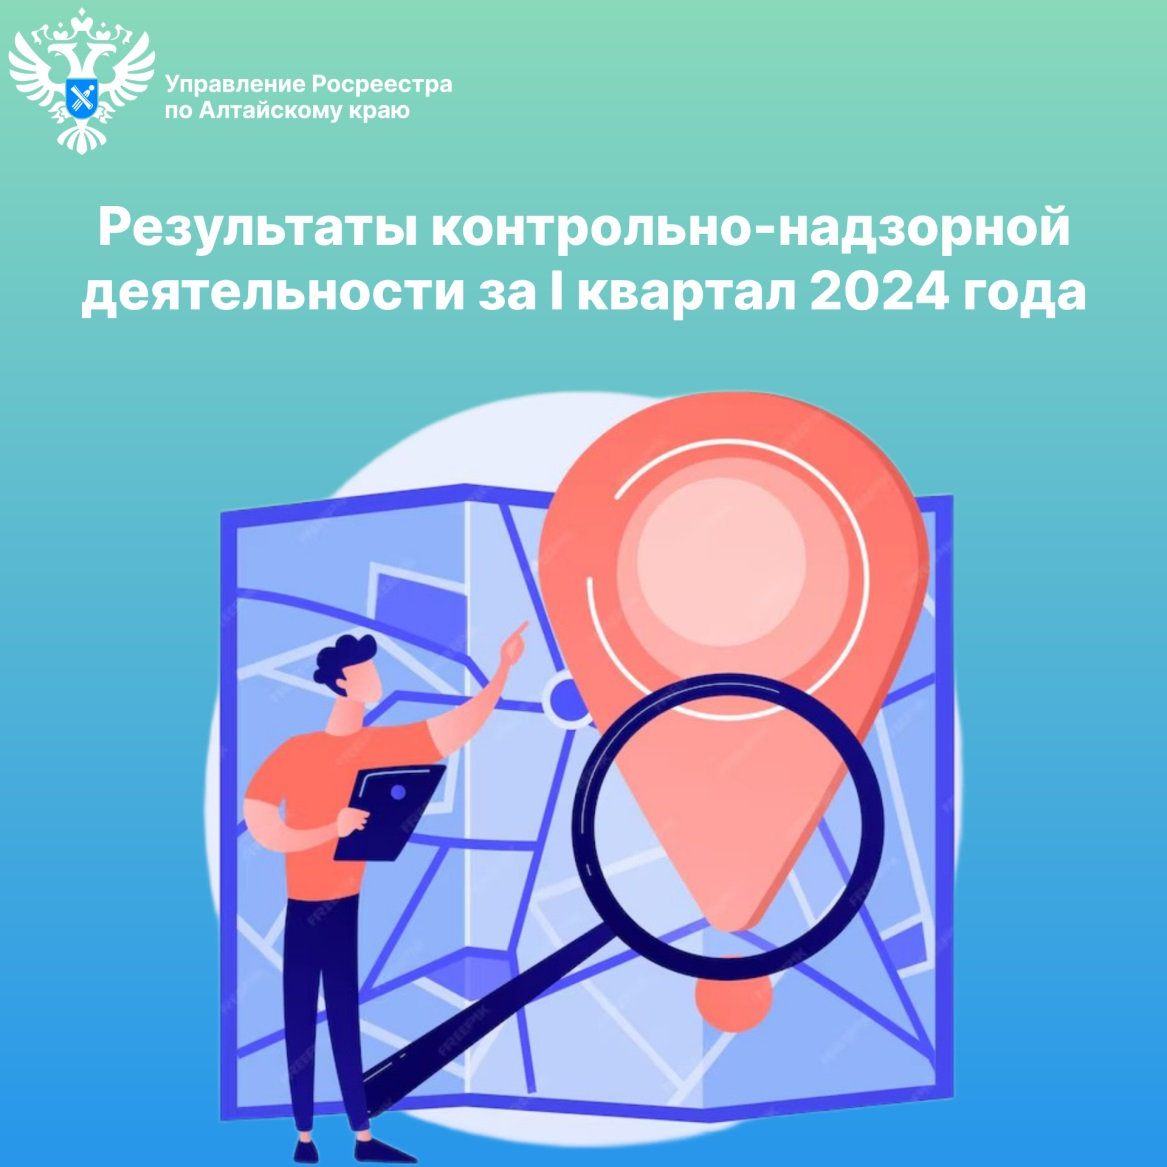 Управление Росреестра
по Алтайскому краю
Результаты контрольно-надзорной
деятельности за I квартал 2024 года